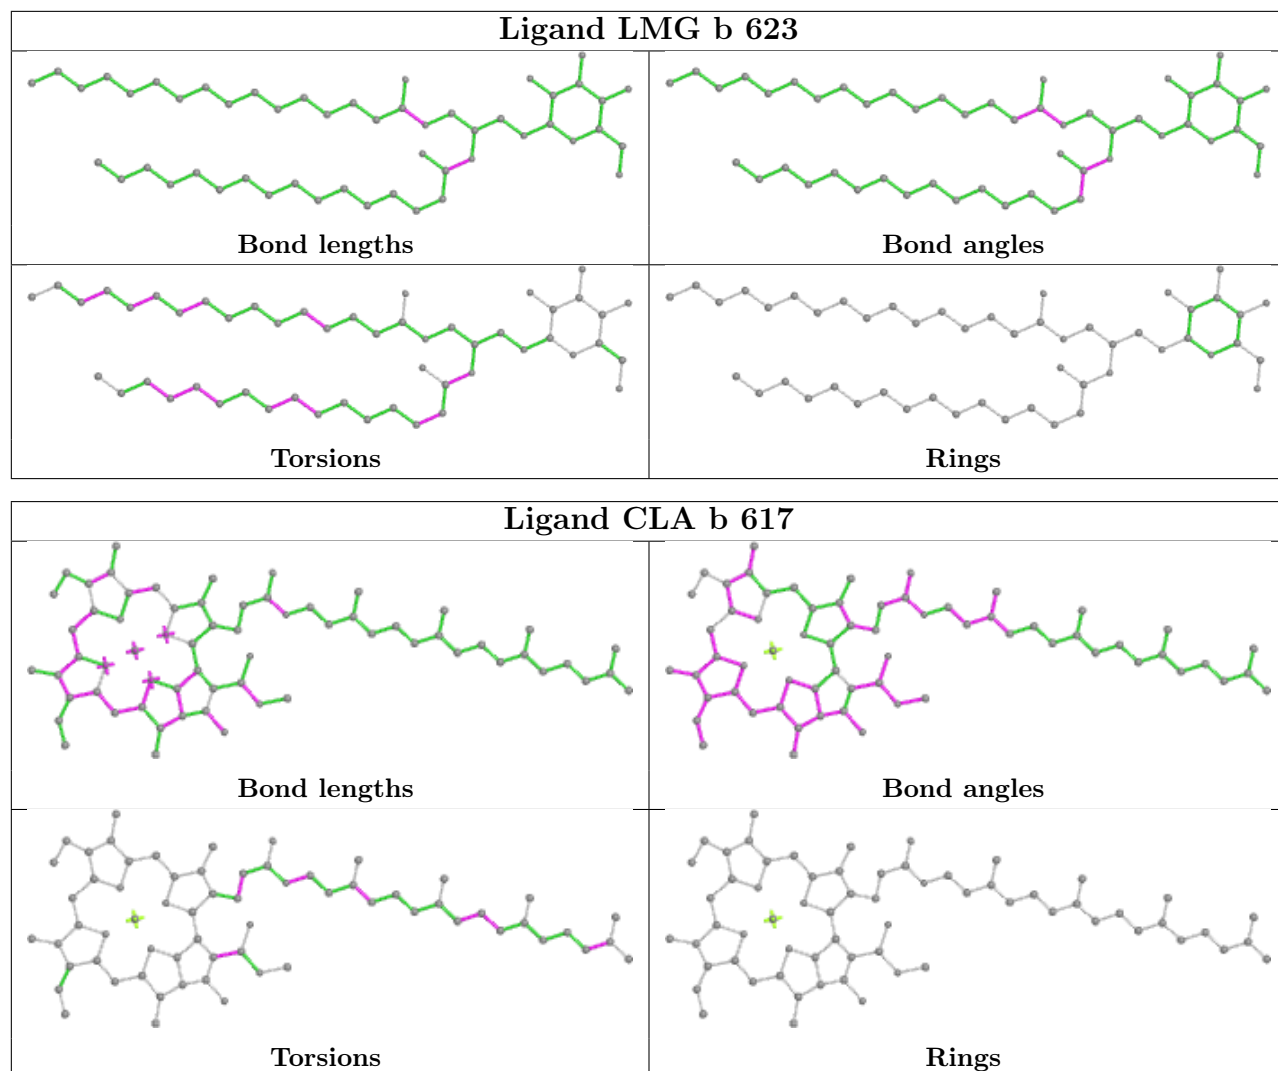 Ligand LMG b 623
Bond lengths
Bond angles
Torsions
Rings
Ligand CLA b 617
Bond lengths
Bond angles
Torsions
Rings